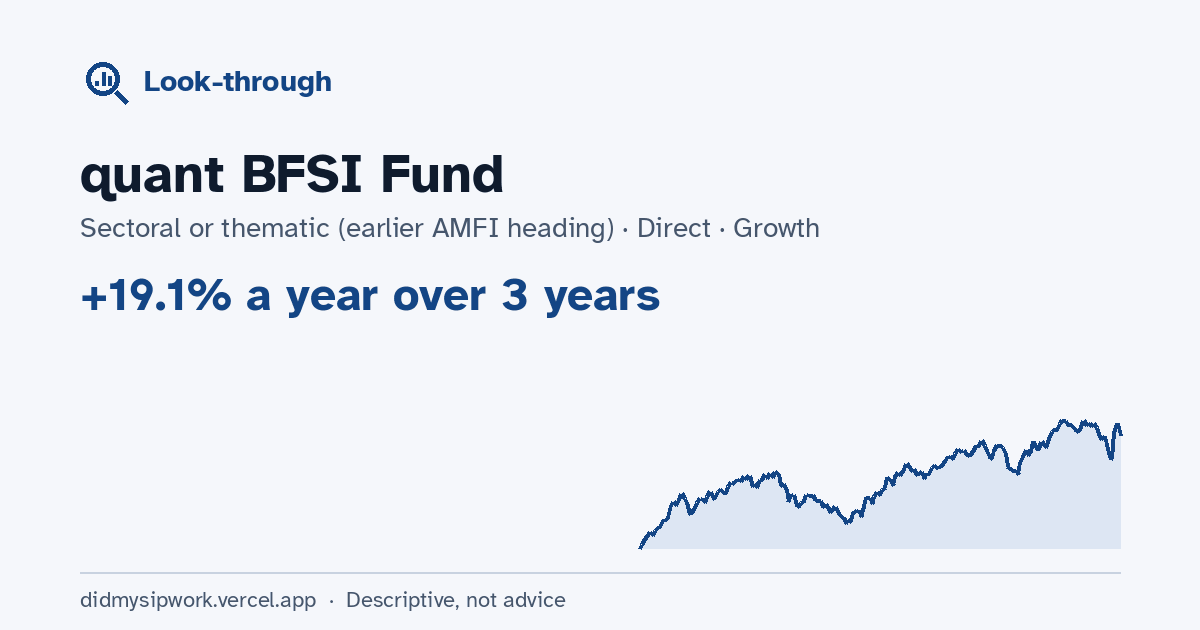 Look-through
quant BFSI Fund
Sectoral or thematic (earlier AMFI heading) · Direct · Growth
+19.1% a year over 3 years
didmysipwork.vercel.app · Descriptive, not advice